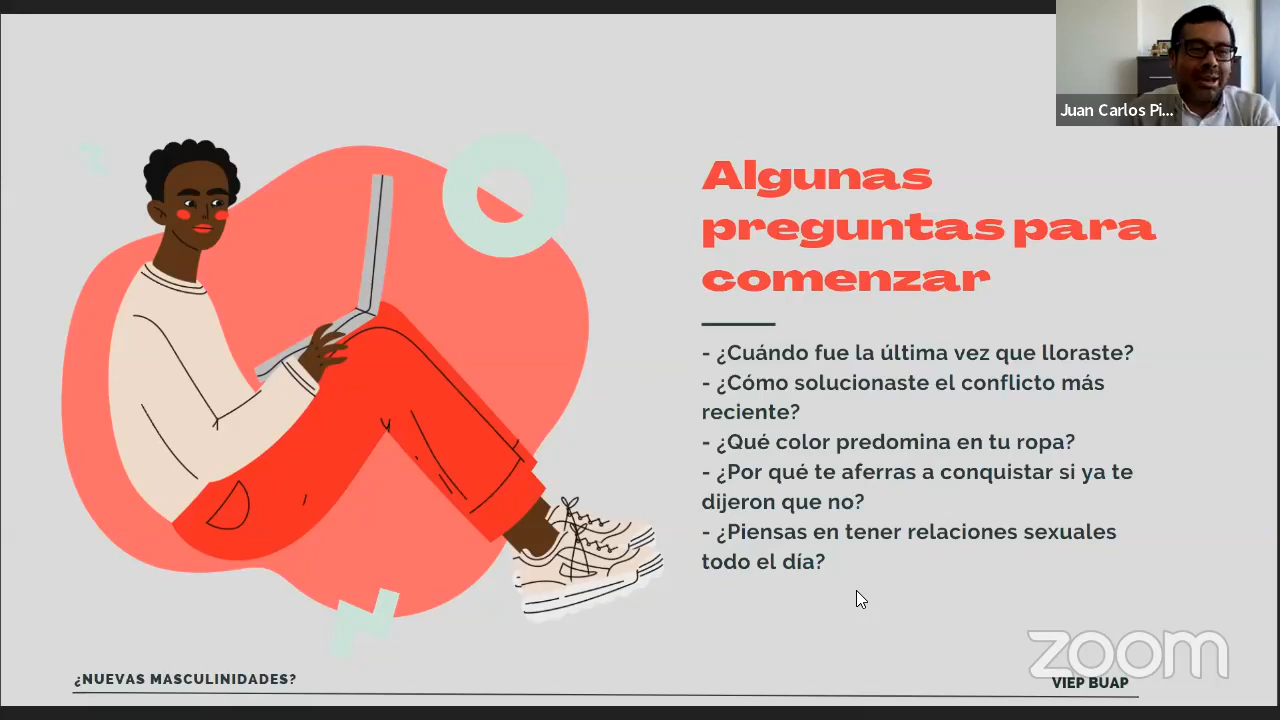 Juan Carlos Pi...
Algunas
preguntas para
comenzar
- ¿Cuándo fue la última vez que lloraste?
- ¿Cómo solucionaste el conflicto más
reciente?
- ¿Qué color predomina en tu ropa?
- ¿Por qué te aferras a conquistar si ya te
dijeron que no?
- ¿Piensas en tener relaciones sexuales
todo el día?
zoom
¿NUEVAS MASCULINIDADES?
VIEP BUAP